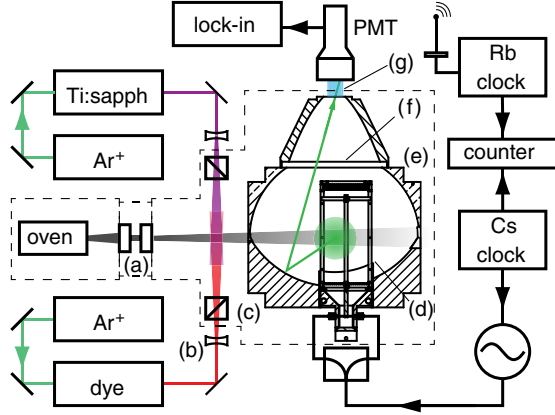 lock-in
PMT
Rb
clock
(g)
Ti:sapph
(f)
Ar⁺
(e)
counter
oven
Cs
clock
(a)
(d)
Ar⁺
(c)
(b)
dye